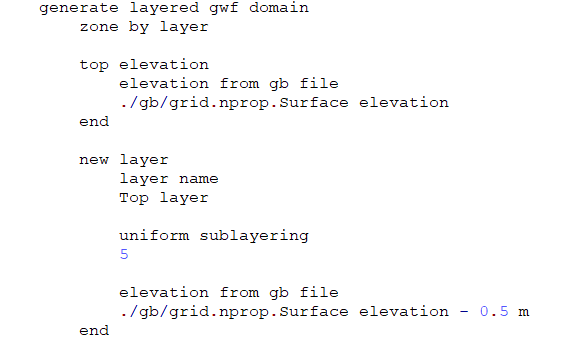 generate layered gwf domain
zone by layer
top elevation
elevation from gb file
./gb/grid.nprop.Surface elevation
end
new layer
layer name
Top layer
uniform sublayering
5
elevation from gb file
./gb/grid.nprop.Surface elevation - 0.5 m
end